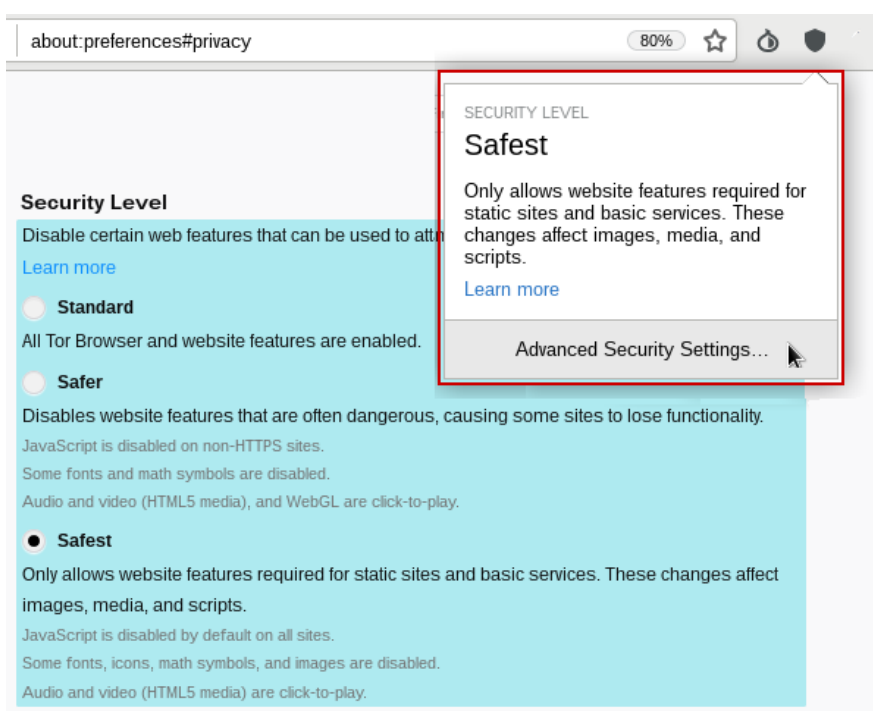 about:preferences#privacy
80%
SECURITY LEVEL
Safest
Only allows website features required for
static sites and basic services. These
changes affect images, media, and
scripts.
Learn more
Advanced Security Settings…
Security Level
Disable certain web features that can be used to
Learn more
Standard
All Tor Browser and website features are enabled.
Safer
Disables website features that are often dangerous, causing some sites to lose functionality.
JavaScript is disabled on non-HTTPS sites.
Some fonts and math symbols are disabled.
Audio and video (HTML5 media), and WebGL are click-to-play.
Safest
Only allows website features required for static sites and basic services. These changes affect
images, media, and scripts.
JavaScript is disabled by default on all sites.
Some fonts, icons, math symbols, and images are disabled.
Audio and video (HTML5 media) are click-to-play.